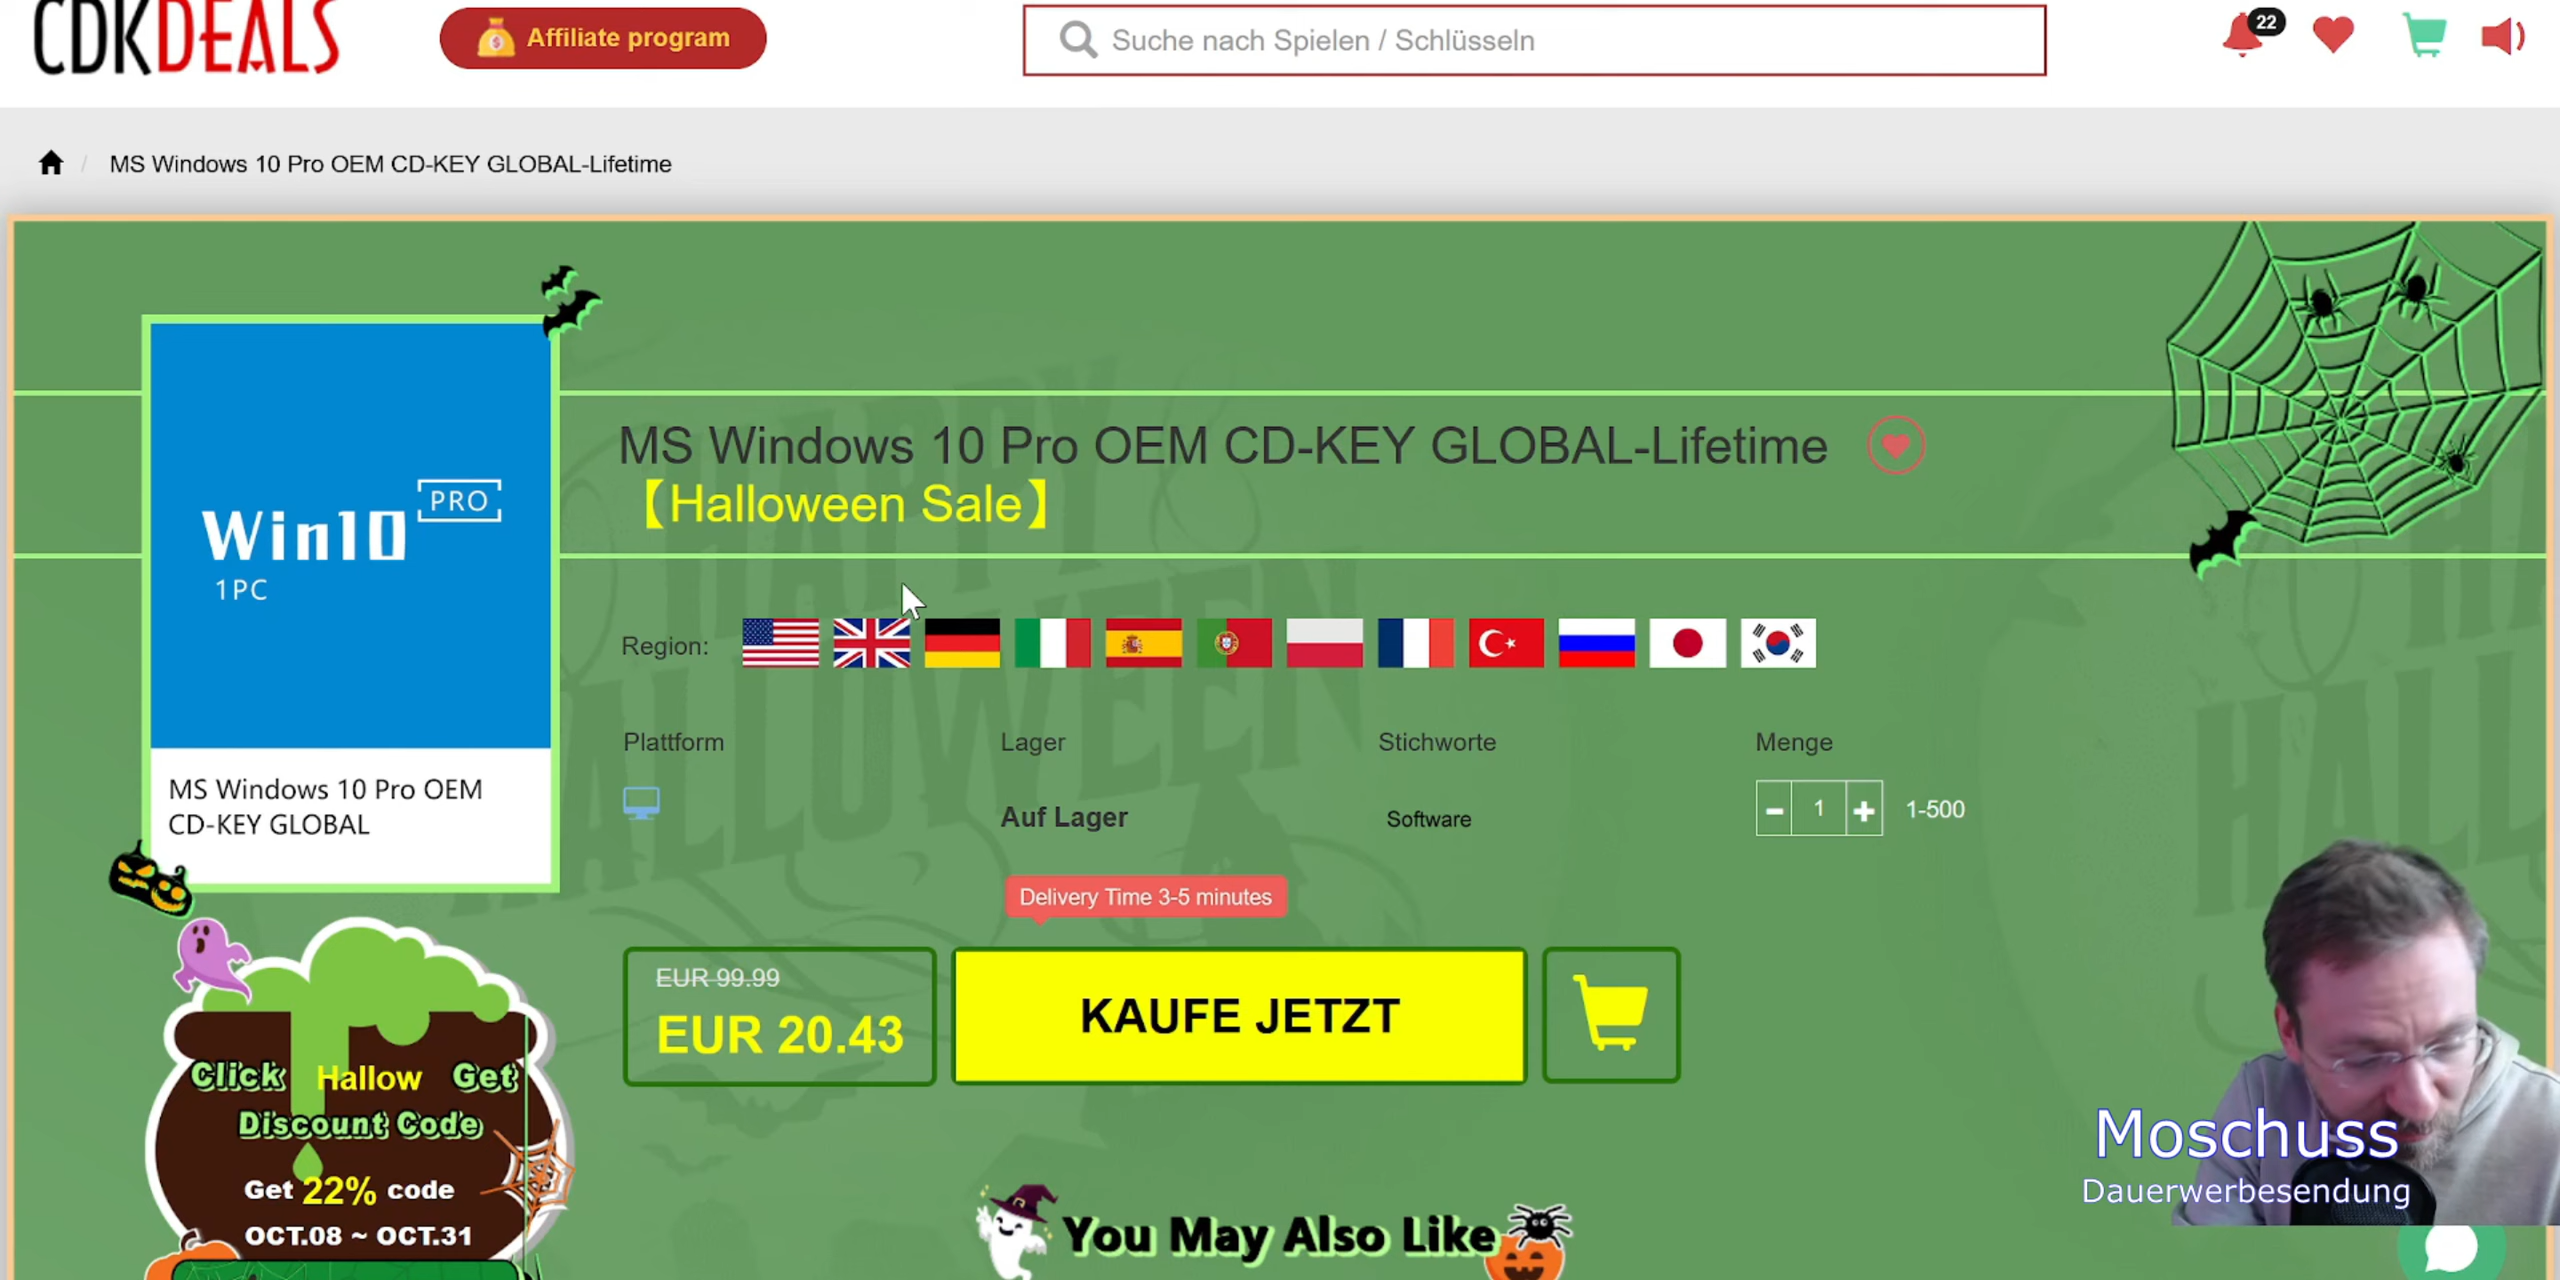 CDKDEALS
Affiliate program
Suche nach Spielen / Schlüsseln
22
/ MS Windows 10 Pro OEM CD-KEY GLOBAL-Lifetime
Win10 PRO
1PC
MS Windows 10 Pro OEM
CD-KEY GLOBAL
MS Windows 10 Pro OEM CD-KEY GLOBAL-Lifetime
【Halloween Sale】
HAPPY
HALLOWEEN
Region:
Plattform
Lager
Stichworte
Menge
Auf Lager
Software
- 1 + 1-500
Delivery Time 3-5 minutes
EUR 99.99
EUR 20.43
KAUFE JETZT
Click Hallow Get
Discount Code
Get 22% code
OCT.08 ~ OCT.31
You May Also Like
Moschuss
Dauerwerbesendung